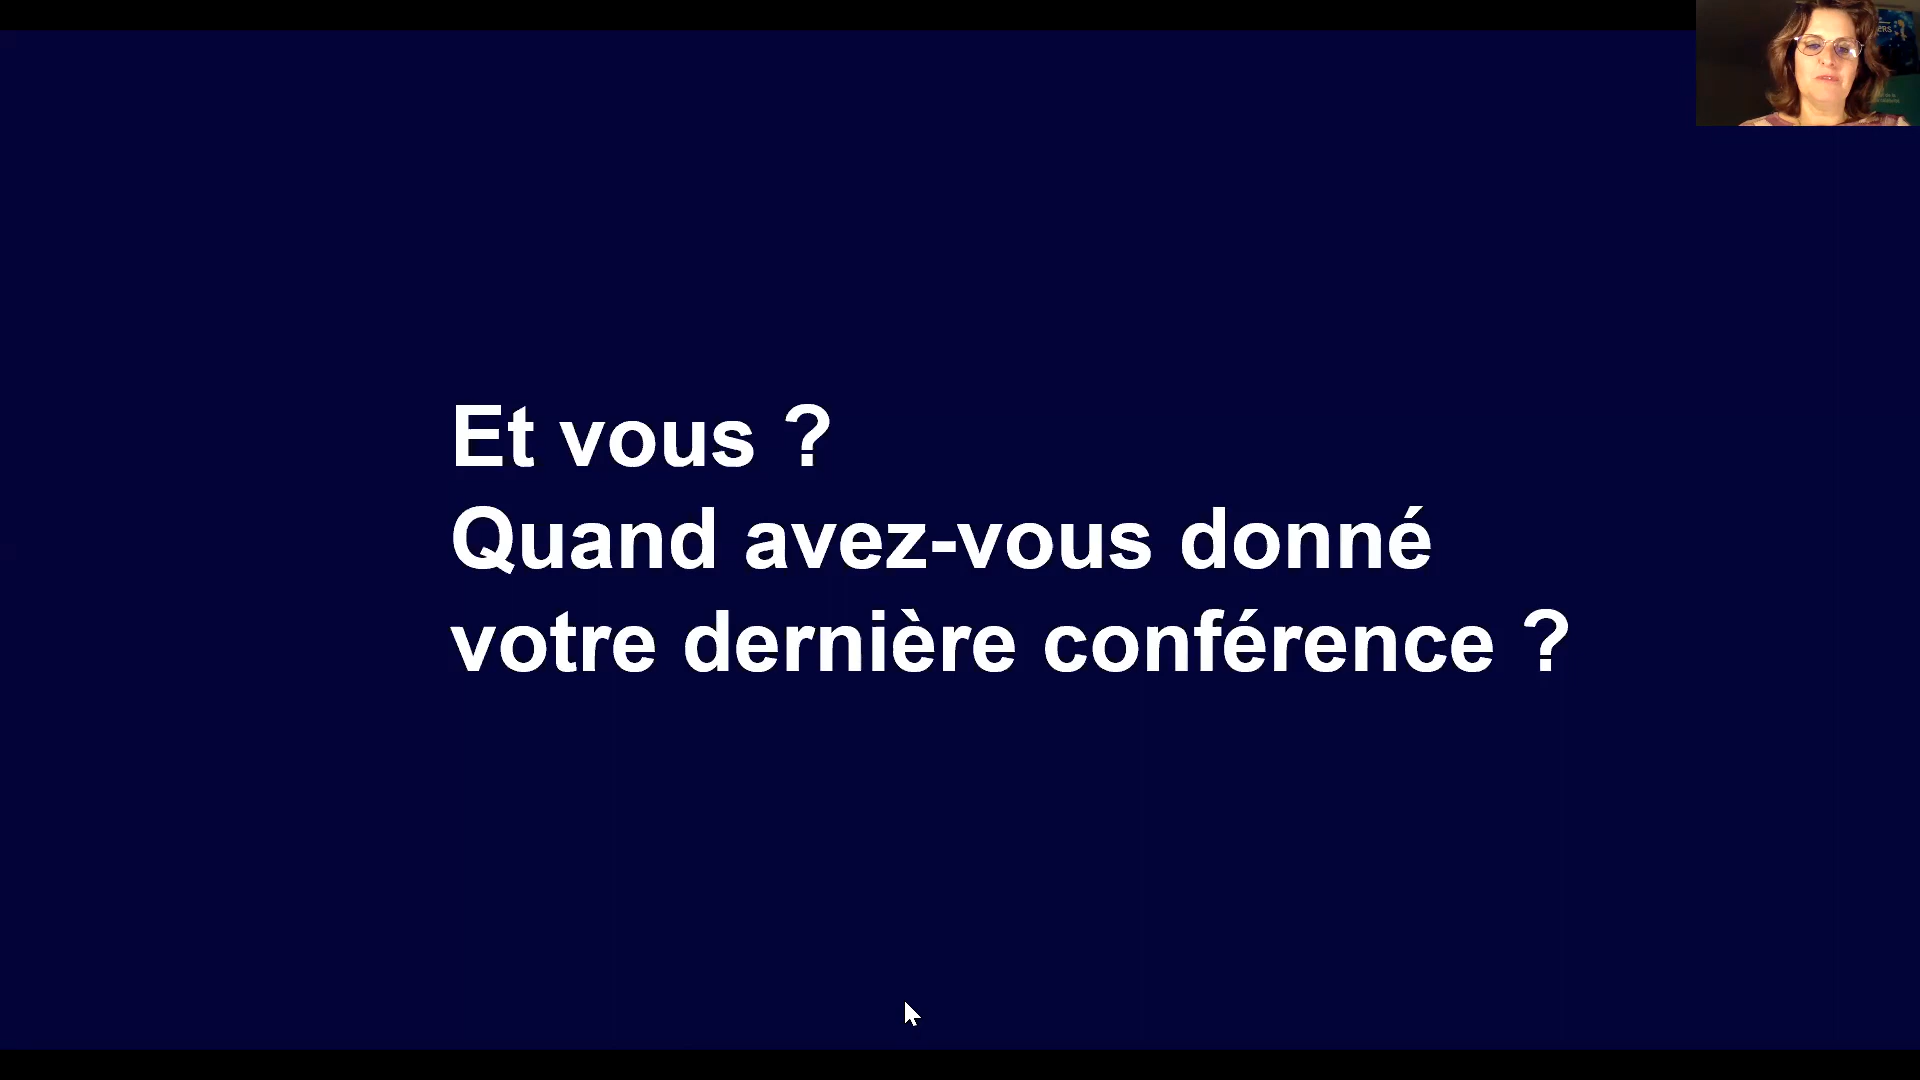 Et vous ?
Quand avez-vous donné
votre dernière conférence ?